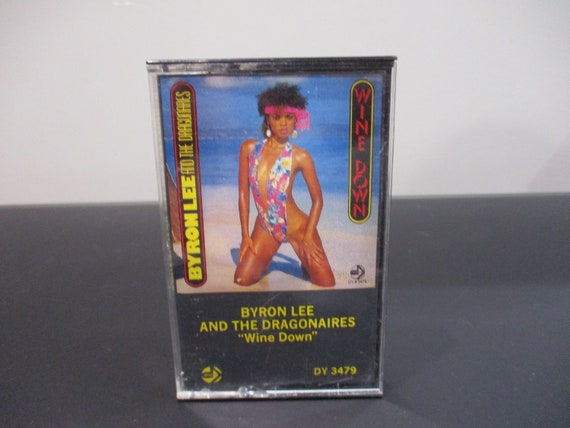 BYRON LEE AND THE DRAGONAIRES
WINE DOWN
BYRON LEE
AND THE DRAGONAIRES
"Wine Down"
DY 3479